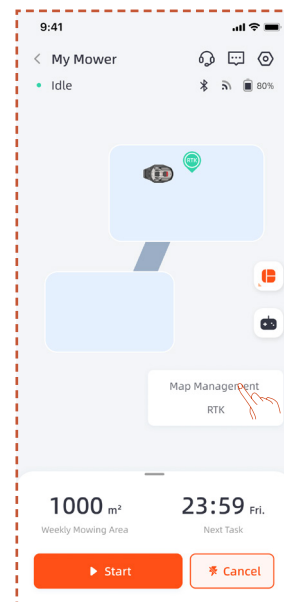 9:41
My Mower
Idle
80%
RTK
Map Management
RTK
1000 m²
23:59 Fri.
Weekly Mowing Area
Next Task
Start
Cancel